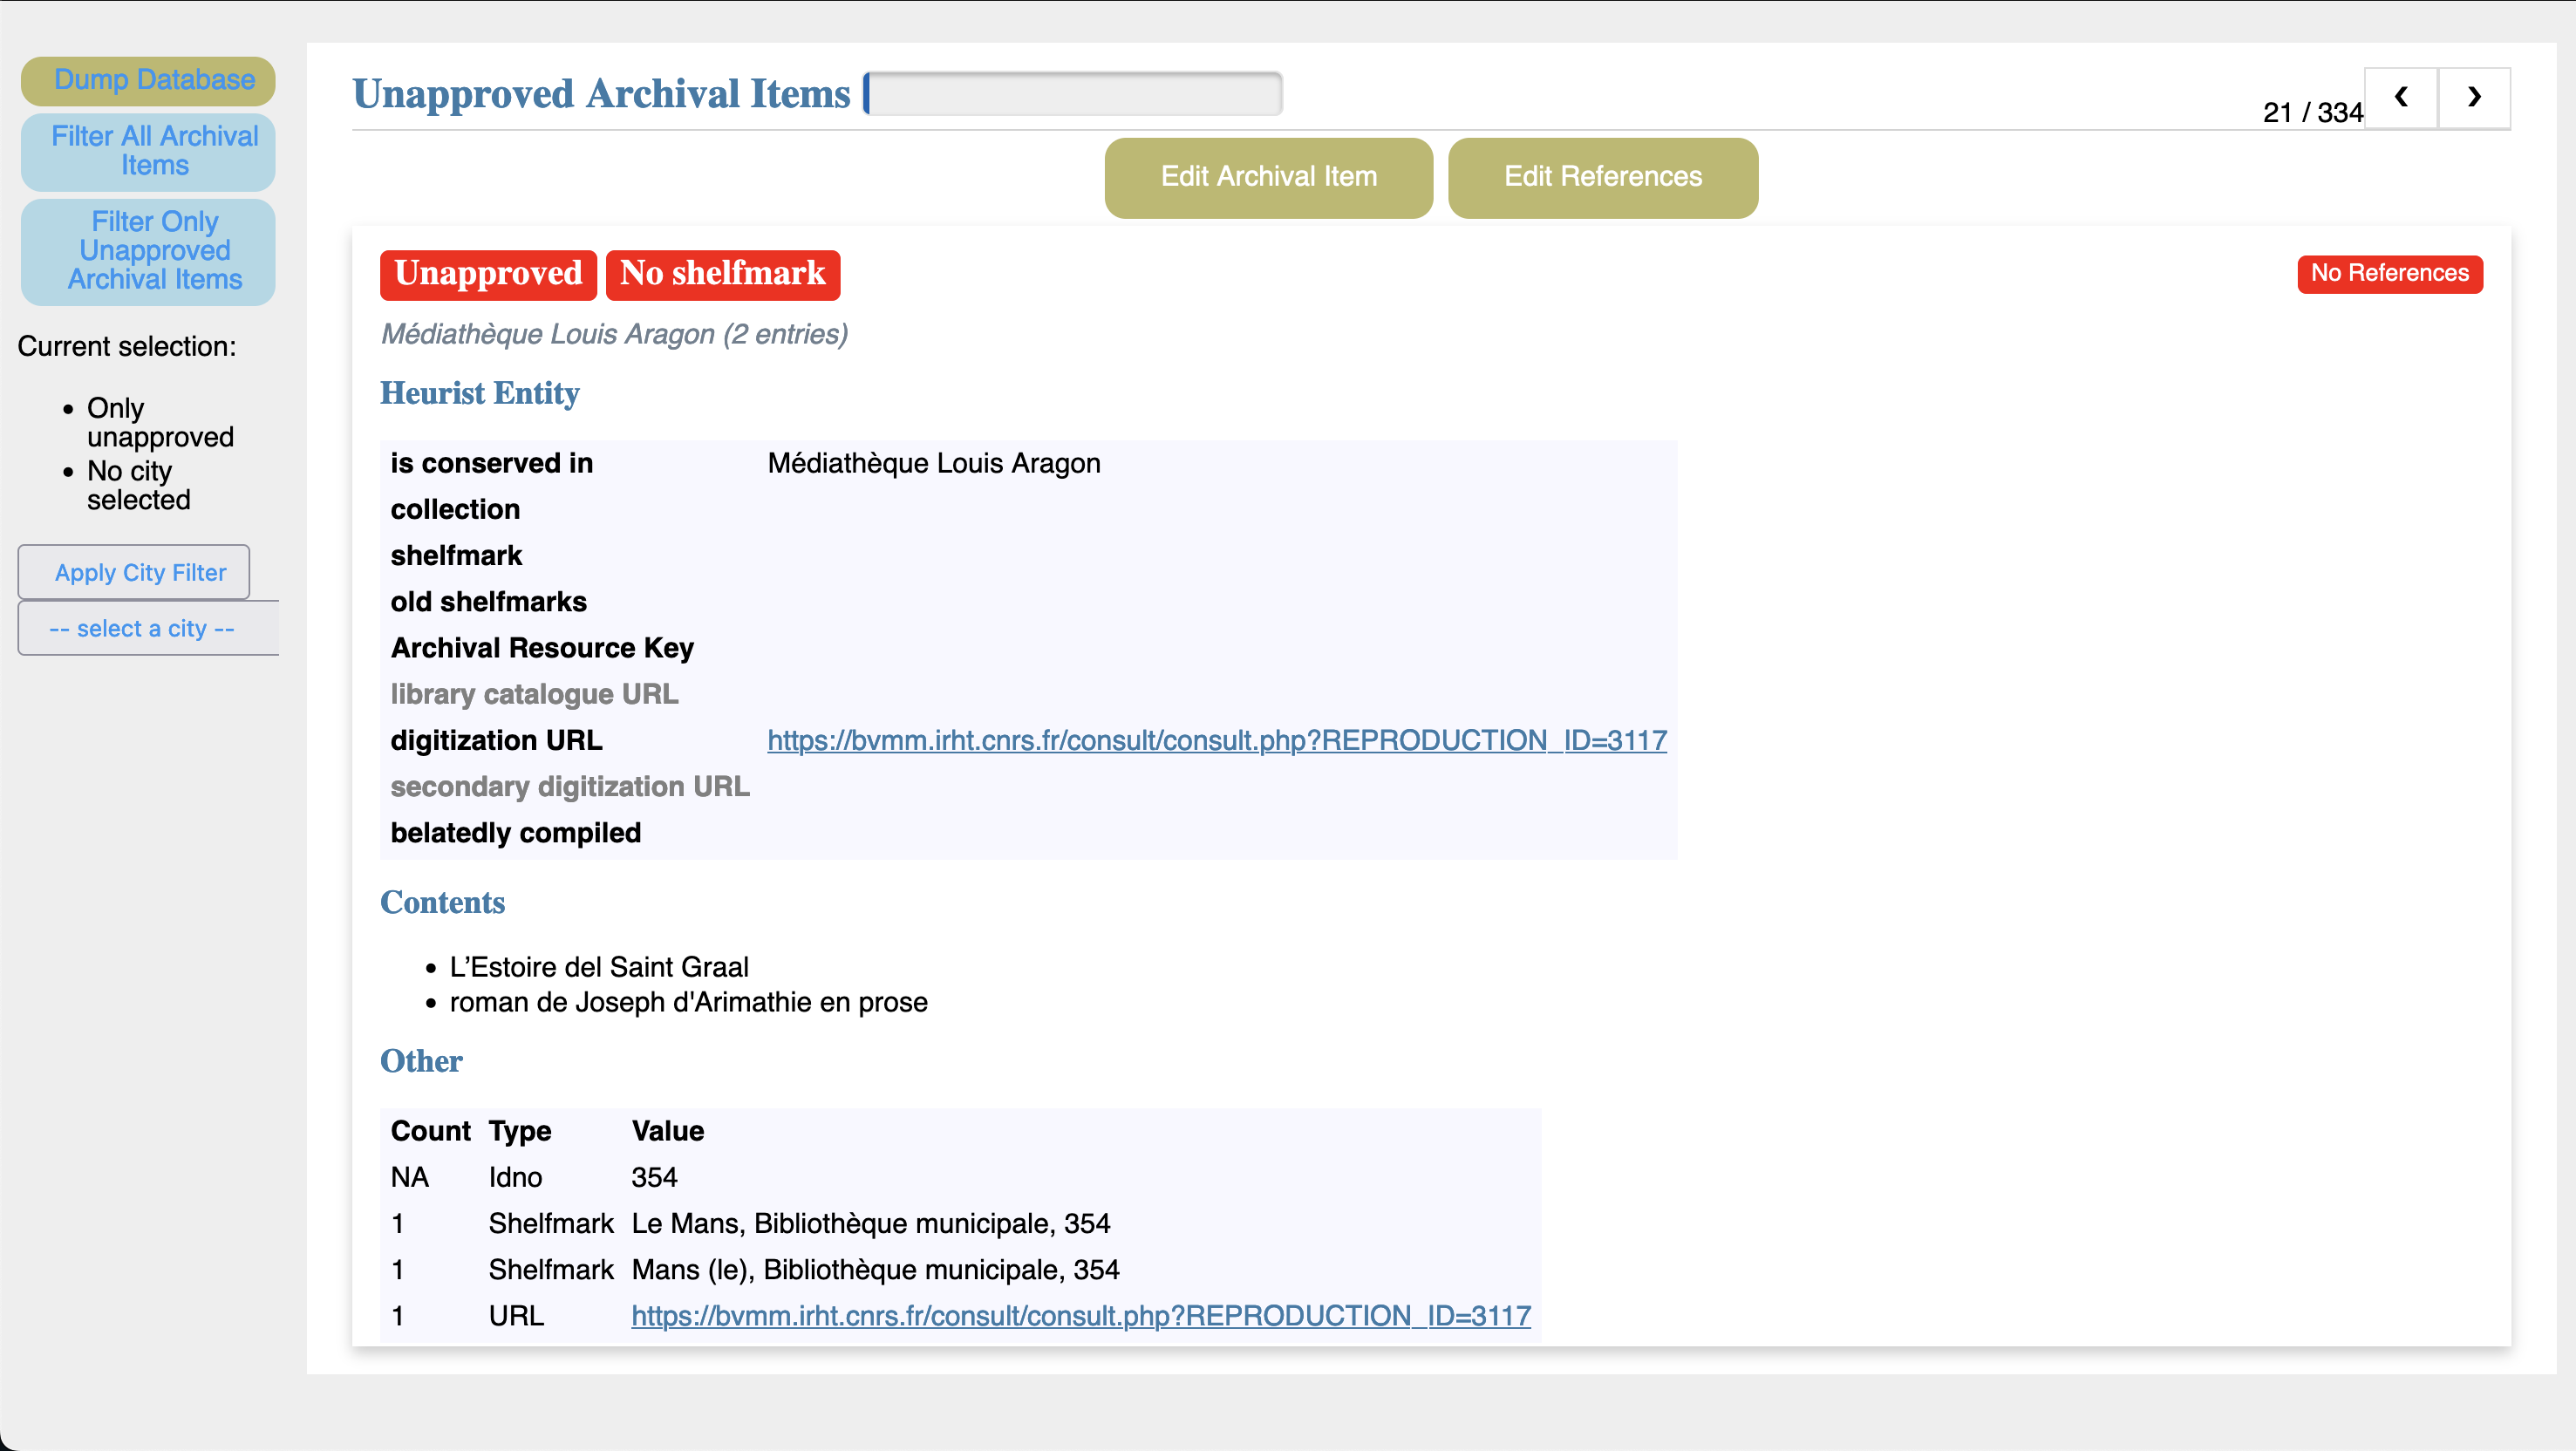 Dump Database
Filter All Archival
Items
Filter Only
Unapproved
Archival Items
Current selection:
• Only
unapproved
• No city
selected
Apply City Filter
-- select a city --
Unapproved Archival Items
21 / 334
❮ ❯
Edit Archival Item
Edit References
Unapproved No shelfmark
No References
Médiathèque Louis Aragon (2 entries)
Heurist Entity
is conserved in Médiathèque Louis Aragon
collection
shelfmark
old shelfmarks
Archival Resource Key
library catalogue URL
digitization URL https://bvmm.irht.cnrs.fr/consult/consult.php?REPRODUCTION_ID=3117
secondary digitization URL
belatedly compiled
Contents
• L’Estoire del Saint Graal
• roman de Joseph d'Arimathie en prose
Other
Count Type Value
NA Idno 354
1 Shelfmark Le Mans, Bibliothèque municipale, 354
1 Shelfmark Mans (le), Bibliothèque municipale, 354
1 URL https://bvmm.irht.cnrs.fr/consult/consult.php?REPRODUCTION_ID=3117